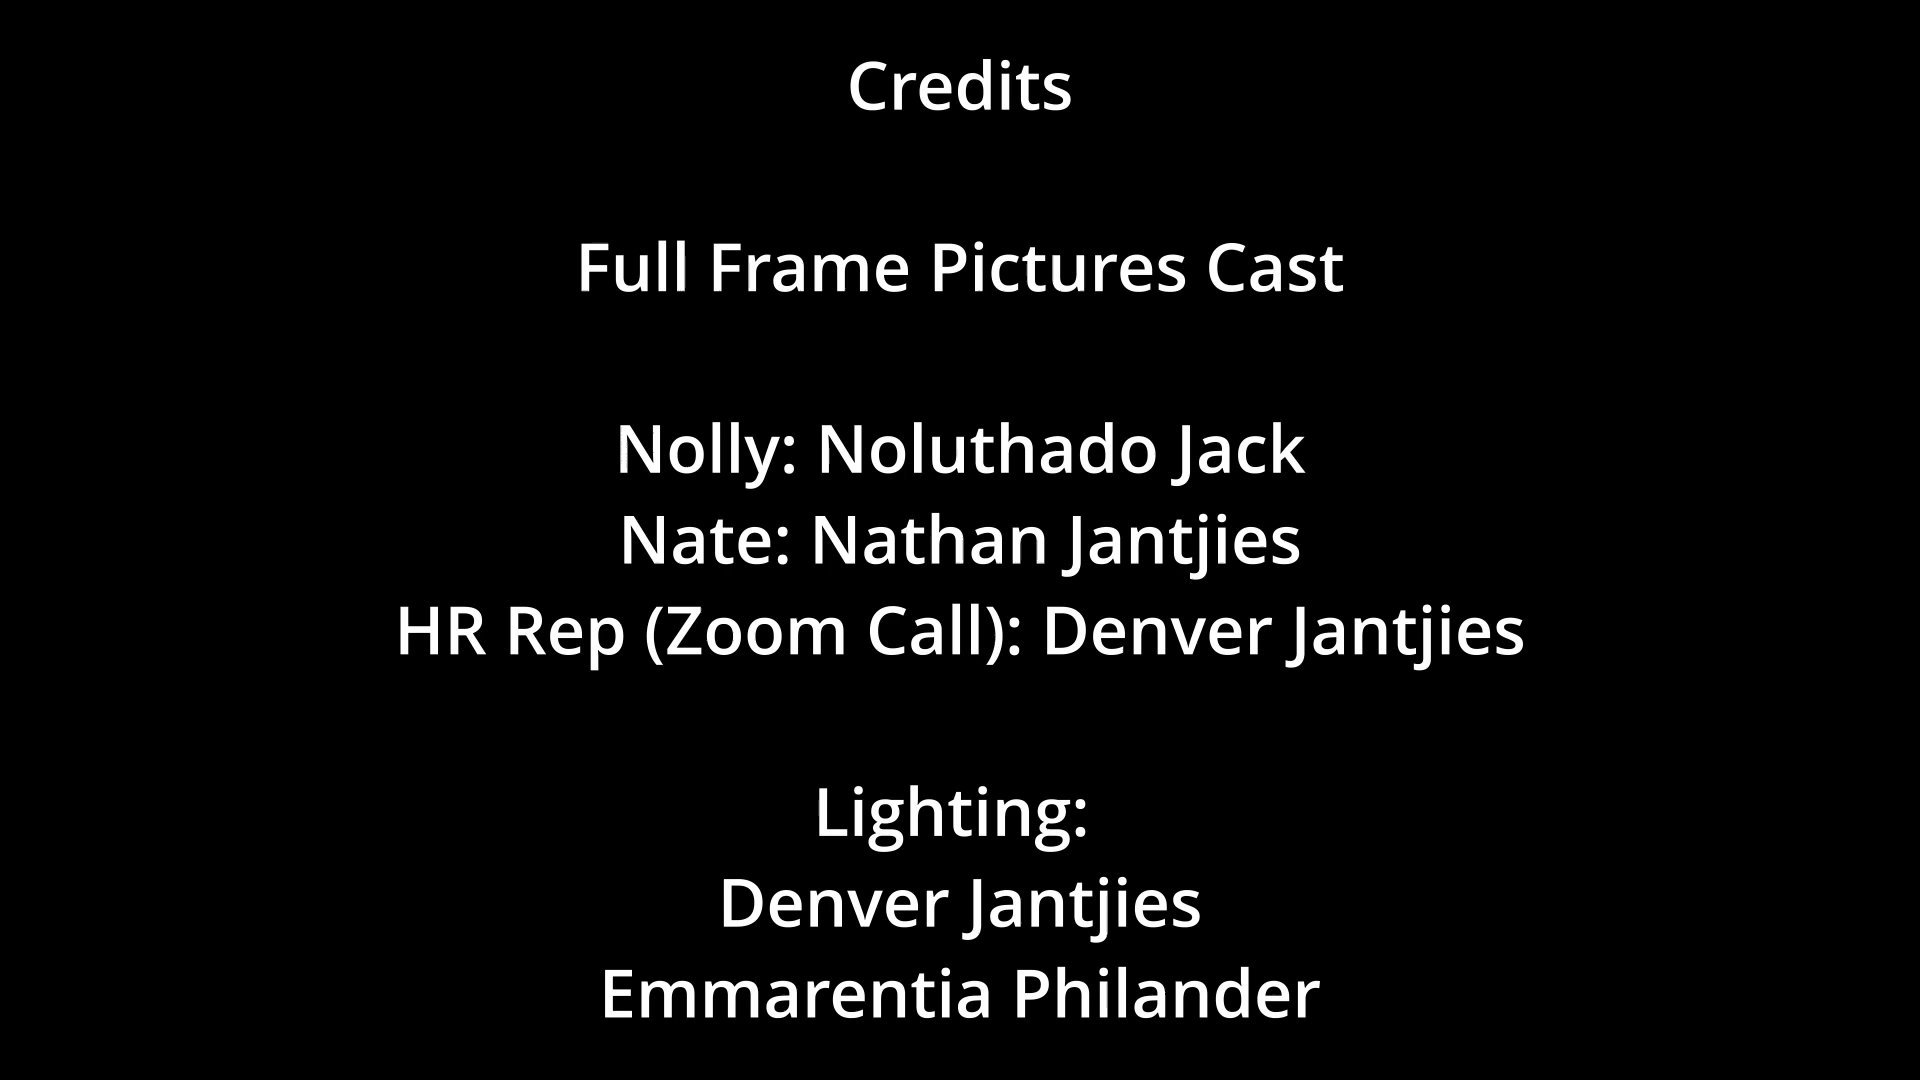 Credits
Full Frame Pictures Cast
Nolly: Noluthado Jack
Nate: Nathan Jantjies
HR Rep (Zoom Call): Denver Jantjies
Lighting:
Denver Jantjies
Emmarentia Philander